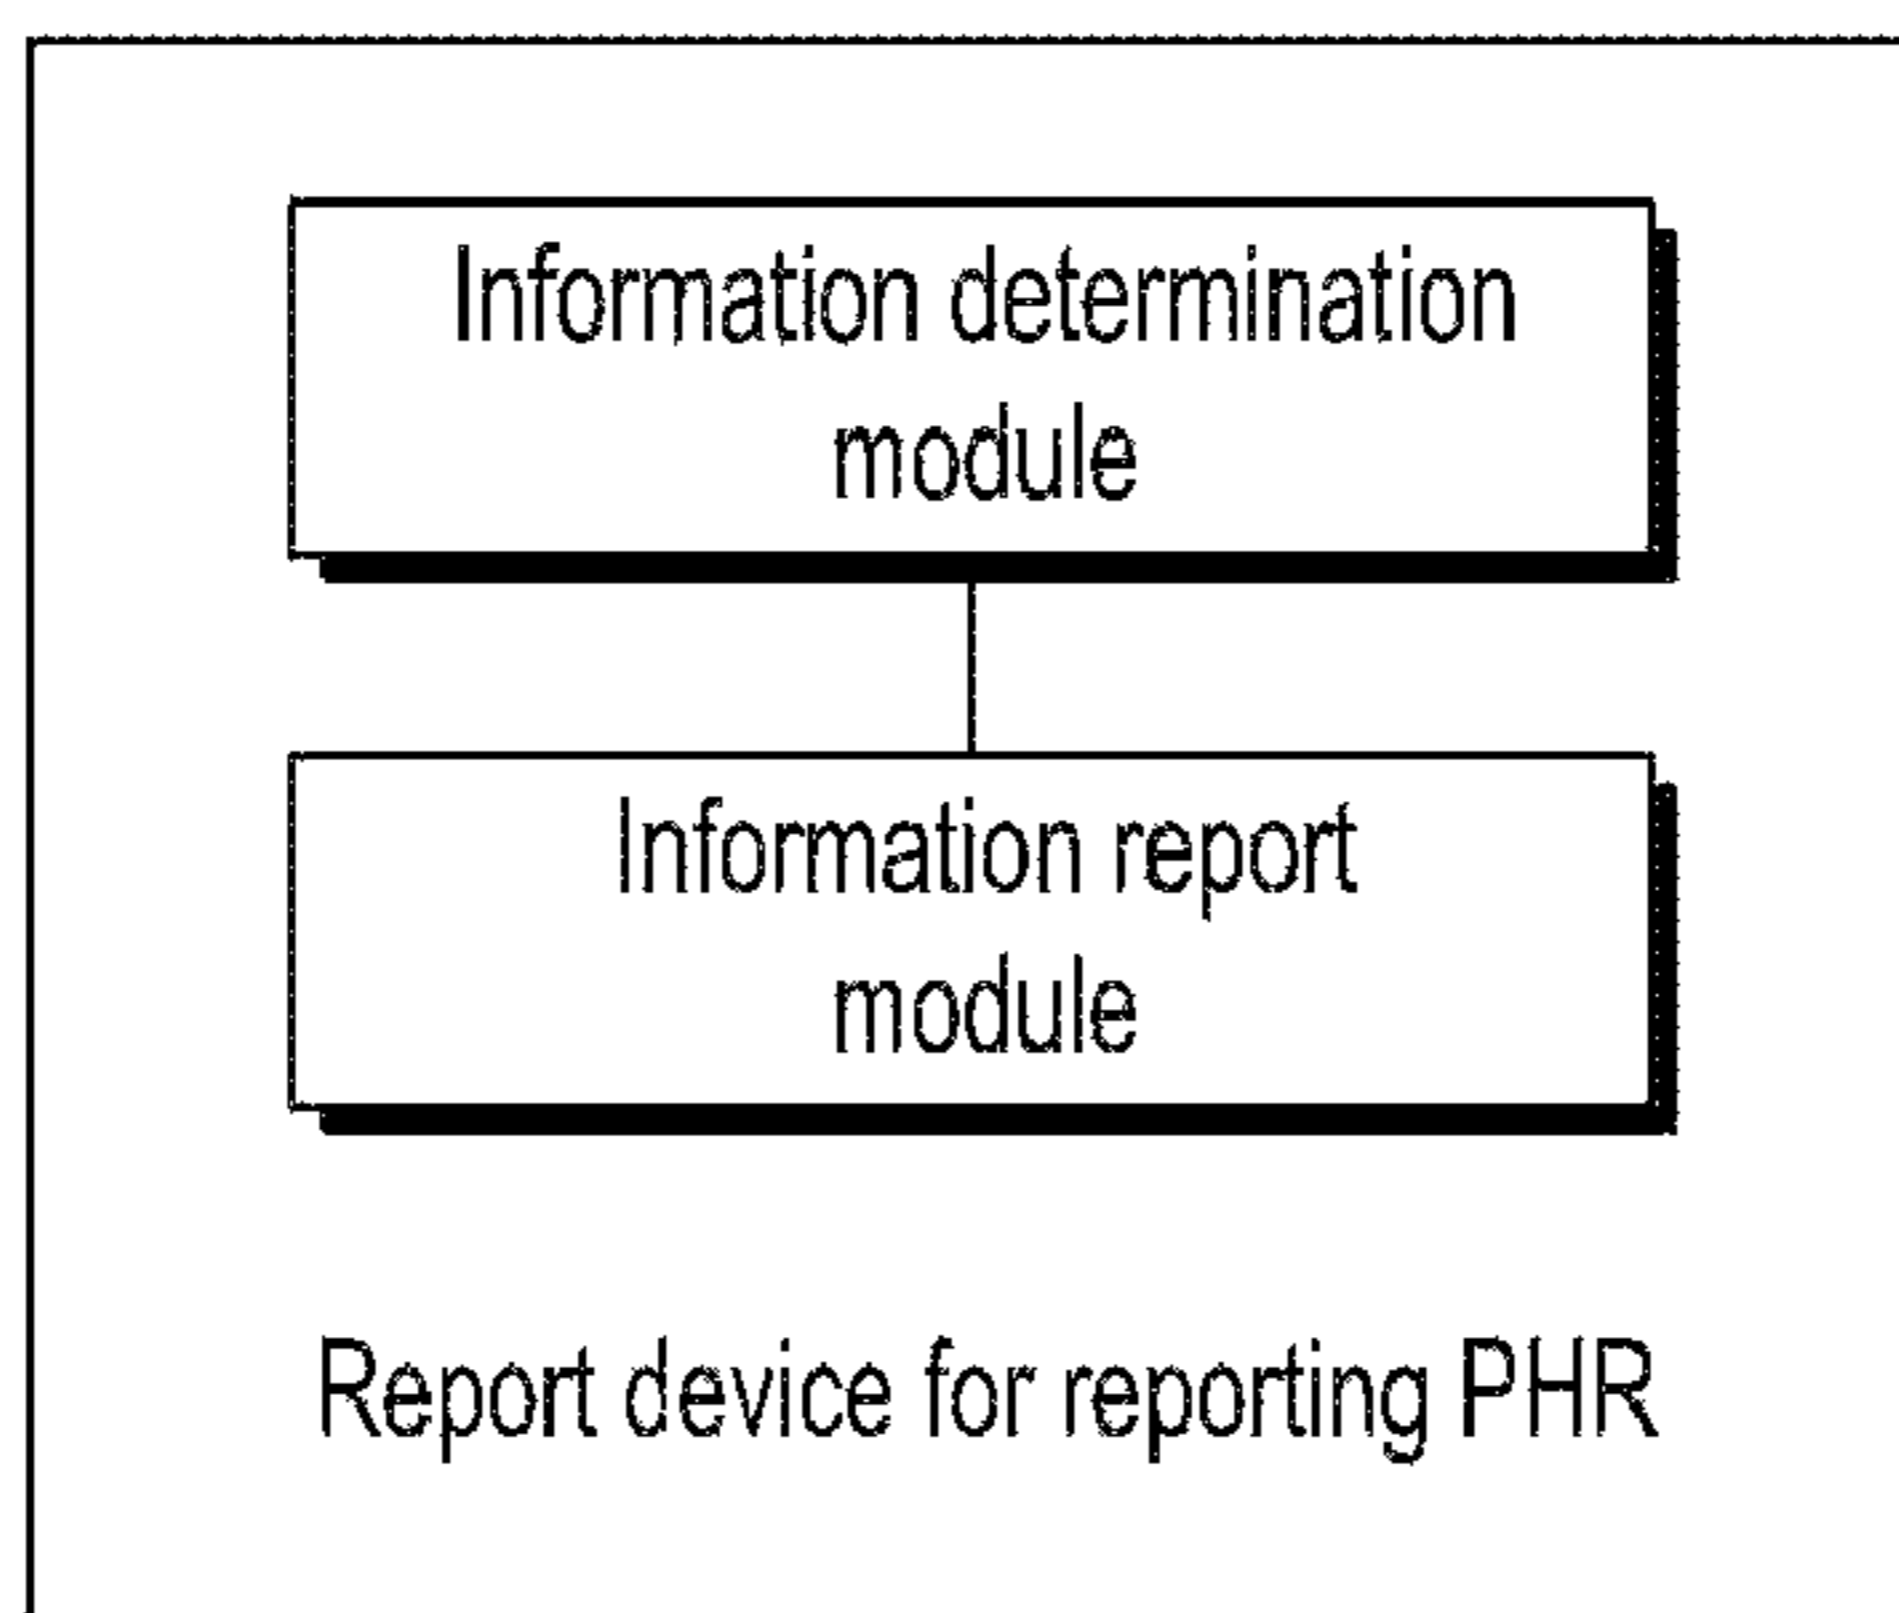 Information determination
module
Information report
module
Report device for reporting PHR